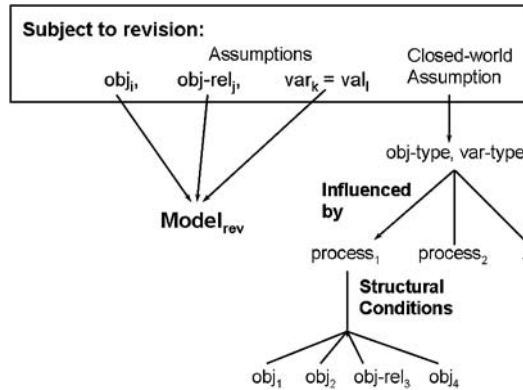 Subject to revision:
Assumptions
Closed-world
Assumption
objᵢ, obj-relⱼ, varₖ = valₗ
obj-type, var-type
Influenced
by
Modelᵣₑᵥ
process₁ process₂
Structural
Conditions
obj₁ obj₂ obj-rel₃ obj₄